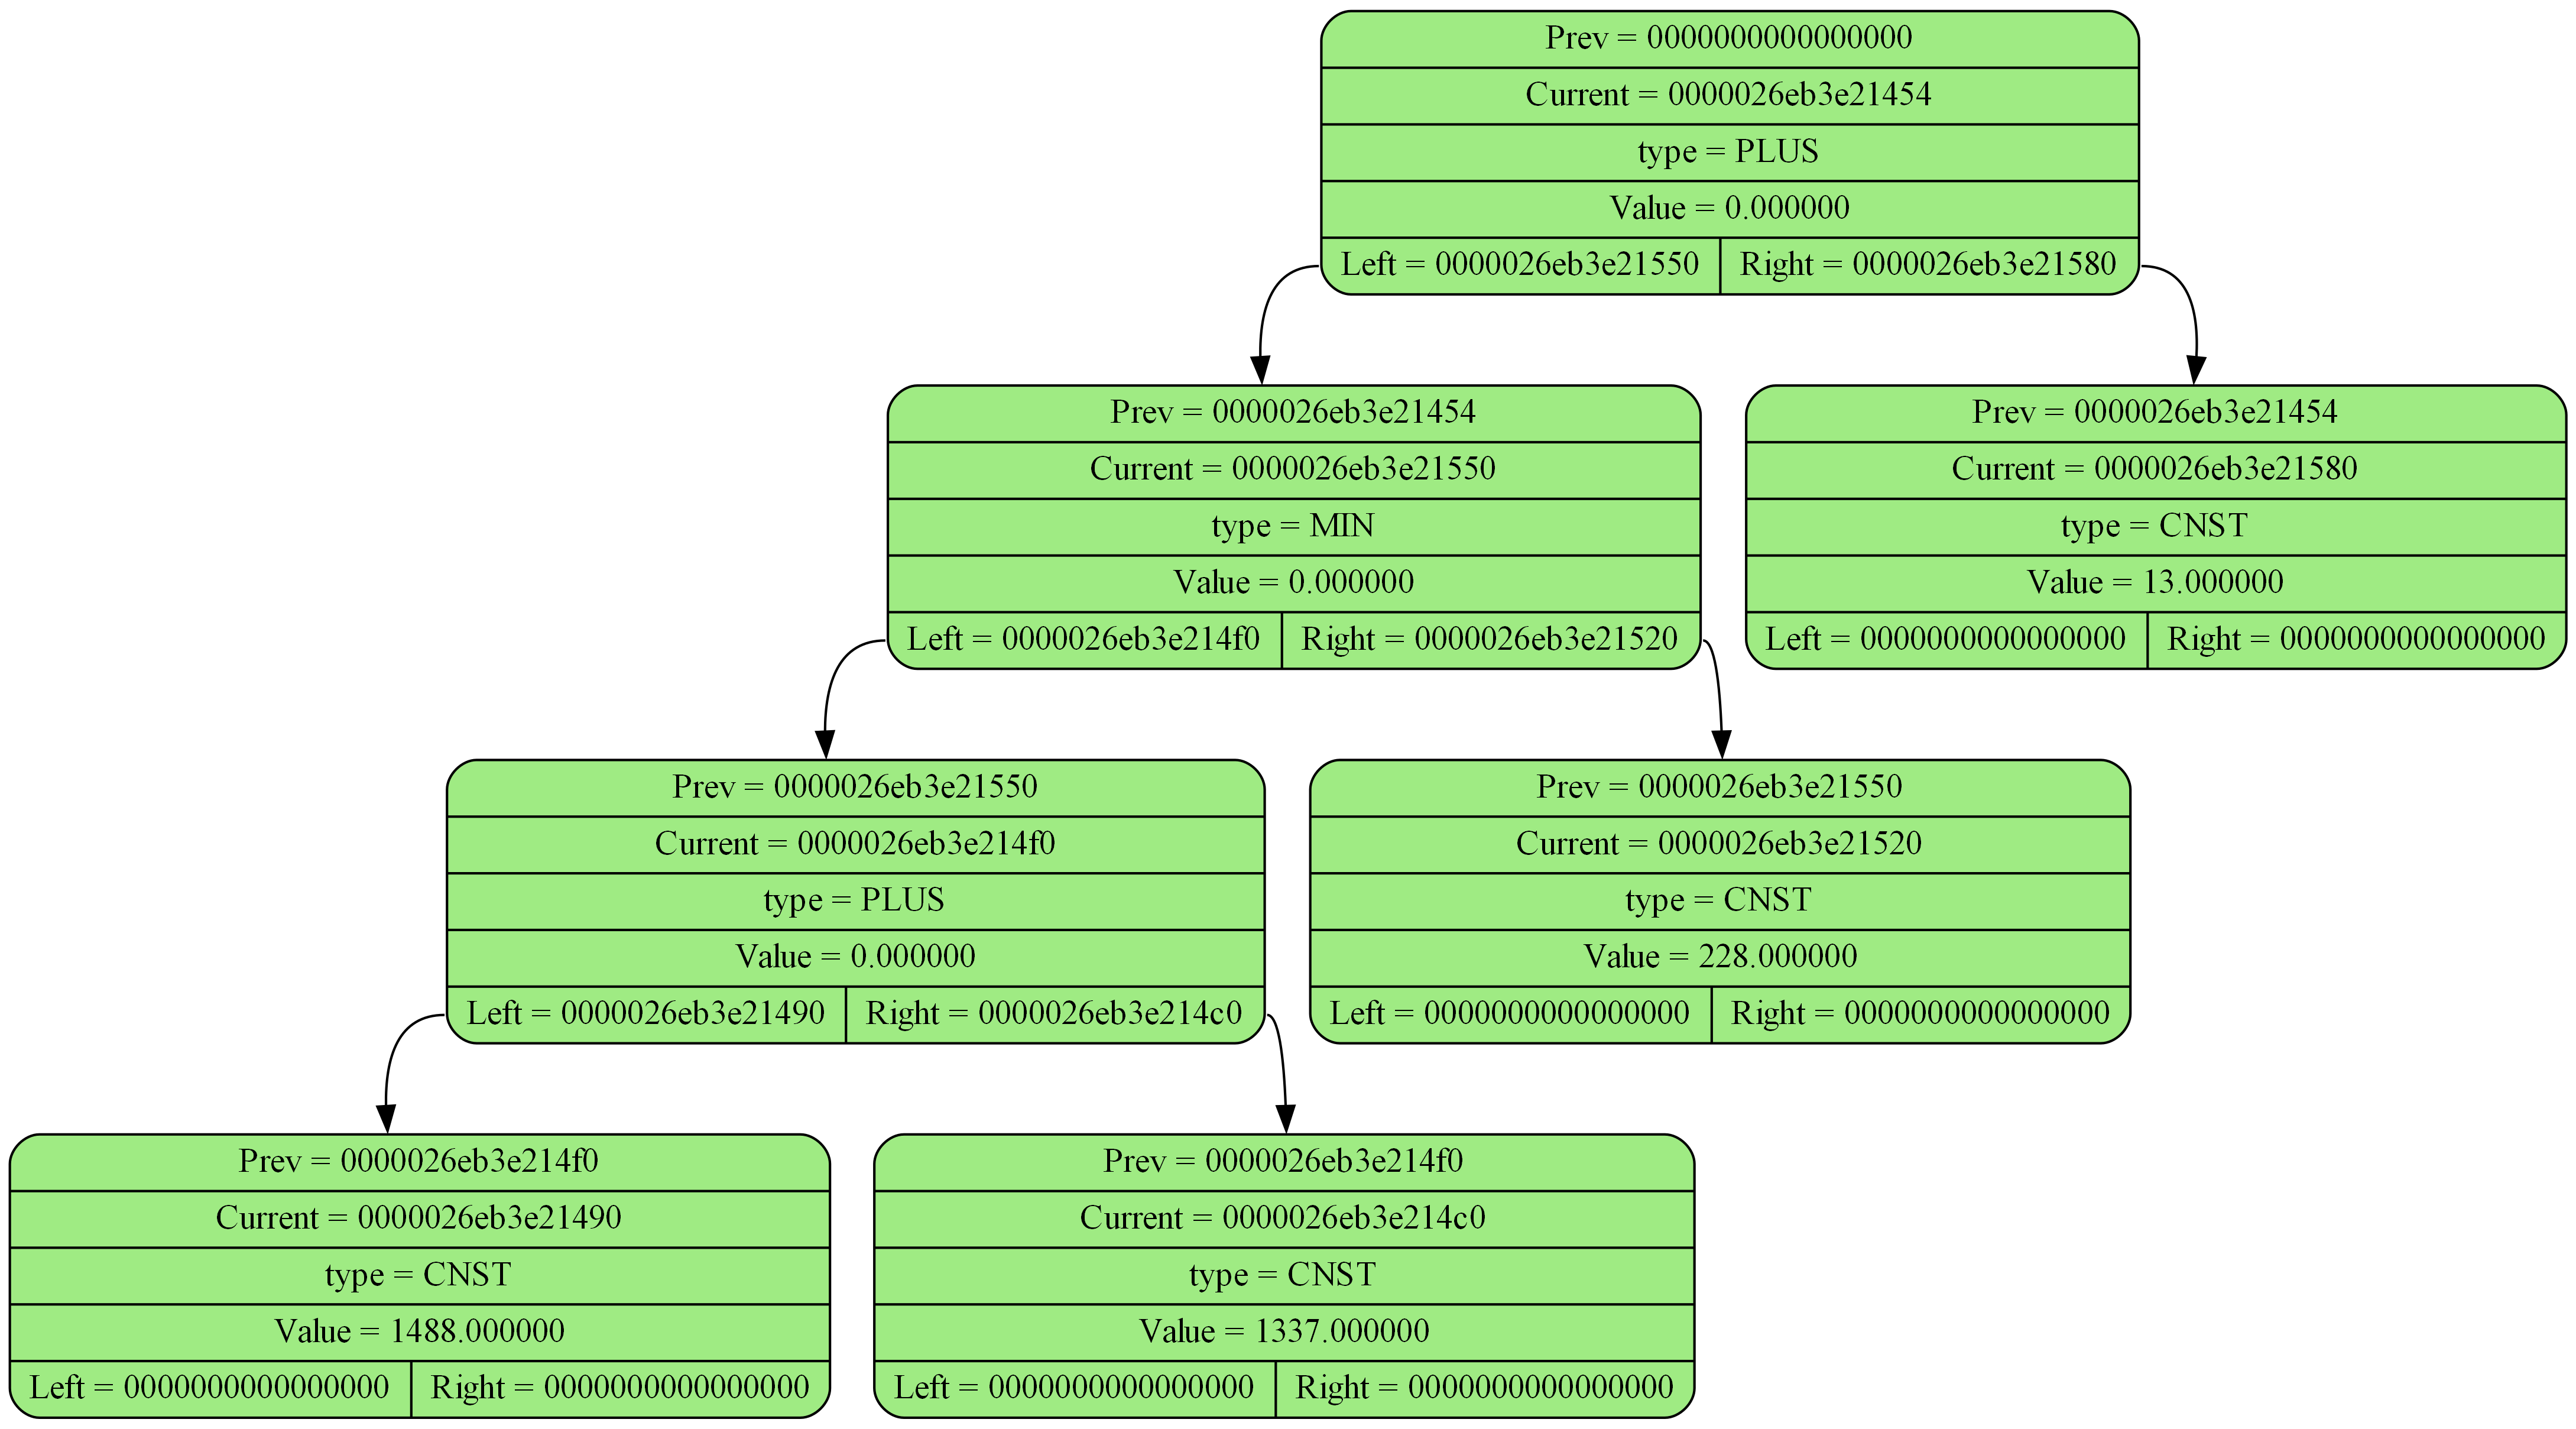 Prev = 0000000000000000
Current = 0000026eb3e21454
type = PLUS
Value = 0.000000
Left = 0000026eb3e21550
Right = 0000026eb3e21580
Prev = 0000026eb3e21454
Current = 0000026eb3e21550
type = MIN
Value = 0.000000
Left = 0000026eb3e214f0
Right = 0000026eb3e21520
Prev = 0000026eb3e21454
Current = 0000026eb3e21580
type = CNST
Value = 13.000000
Left = 0000000000000000
Right = 0000000000000000
Prev = 0000026eb3e21550
Current = 0000026eb3e214f0
type = PLUS
Value = 0.000000
Left = 0000026eb3e21490
Right = 0000026eb3e214c0
Prev = 0000026eb3e21550
Current = 0000026eb3e21520
type = CNST
Value = 228.000000
Left = 0000000000000000
Right = 0000000000000000
Prev = 0000026eb3e214f0
Current = 0000026eb3e21490
type = CNST
Value = 1488.000000
Left = 0000000000000000
Right = 0000000000000000
Prev = 0000026eb3e214f0
Current = 0000026eb3e214c0
type = CNST
Value = 1337.000000
Left = 0000000000000000
Right = 0000000000000000